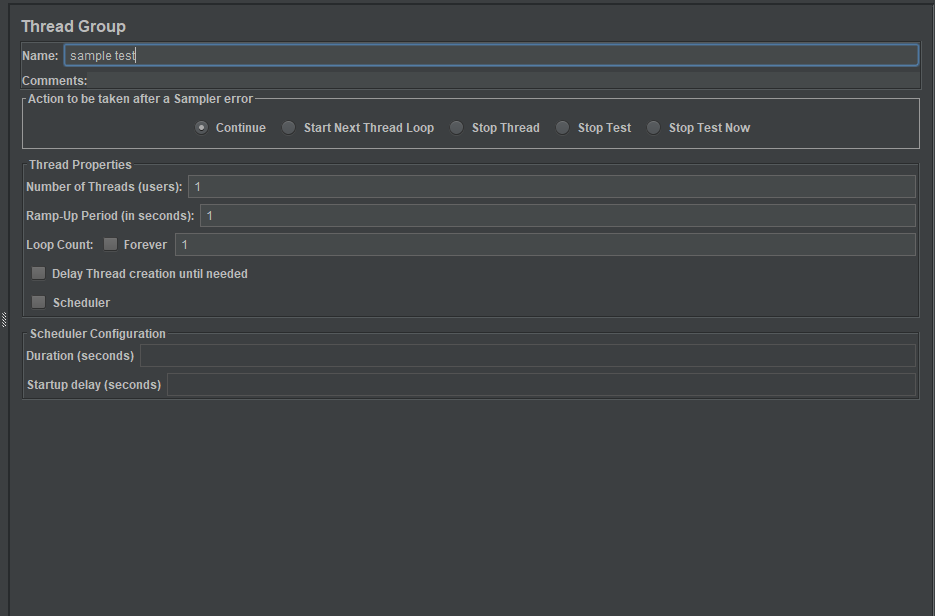 Thread Group
Name: sample test
Comments:
Action to be taken after a Sampler error
Continue Start Next Thread Loop Stop Thread Stop Test Stop Test Now
Thread Properties
Number of Threads (users): 1
Ramp-Up Period (in seconds): 1
Loop Count: Forever 1
Delay Thread creation until needed
Scheduler
Scheduler Configuration
Duration (seconds)
Startup delay (seconds)